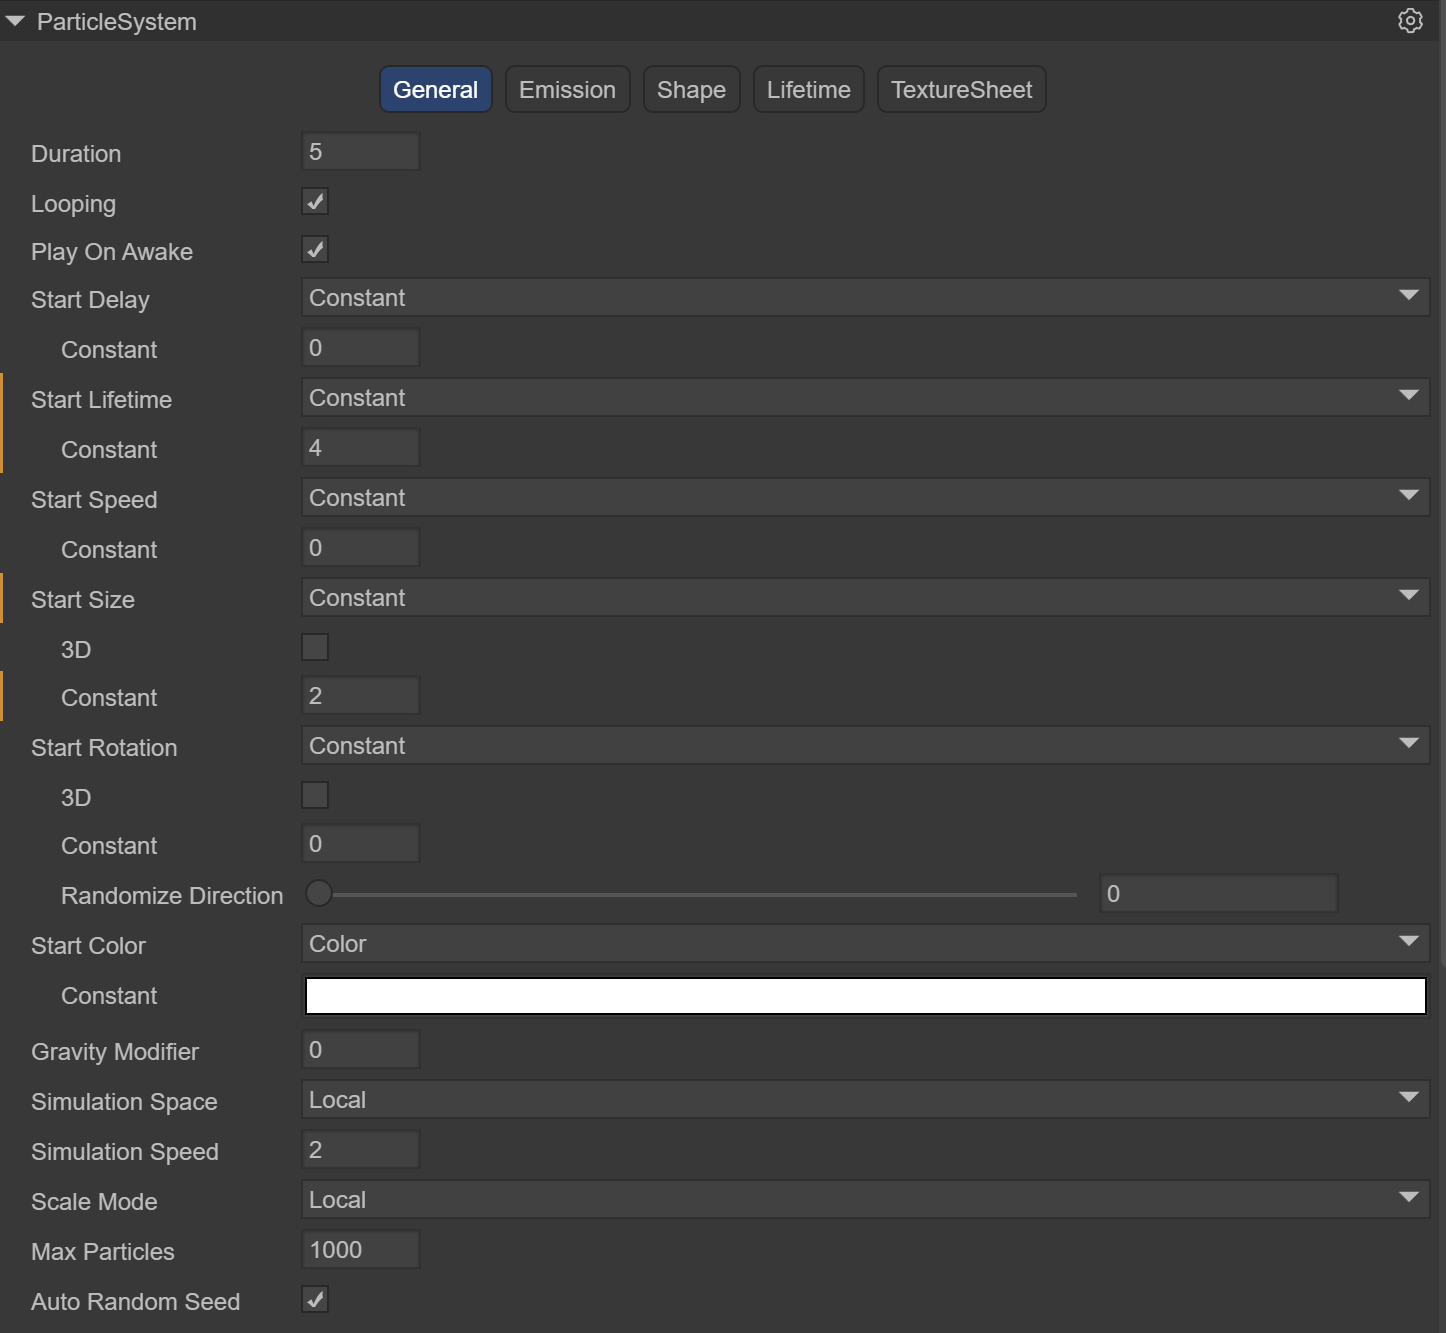 ParticleSystem
General Emission Shape Lifetime TextureSheet
Duration 5
Looping
Play On Awake
Start Delay Constant
Constant 0
Start Lifetime Constant
Constant 4
Start Speed Constant
Constant 0
Start Size Constant
3D
Constant 2
Start Rotation Constant
3D
Constant 0
Randomize Direction 0
Start Color Color
Constant
Gravity Modifier 0
Simulation Space Local
Simulation Speed 2
Scale Mode Local
Max Particles 1000
Auto Random Seed